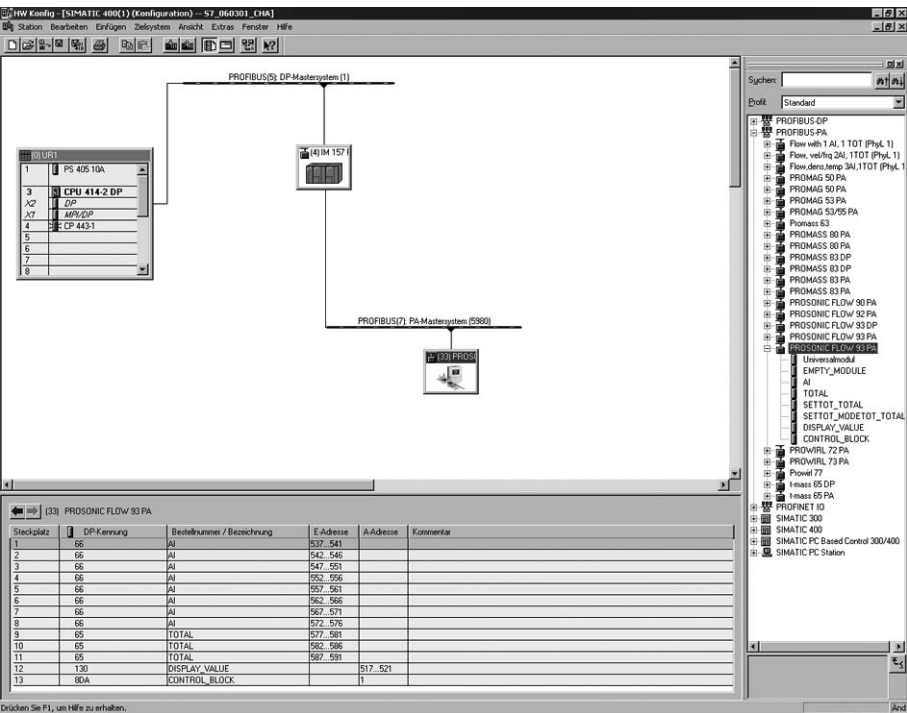 HW Konfig - [SIMATIC 400(1) (Konfiguration) -- S7_060301_CHA]
Station Bearbeiten Einfügen Zielsystem Ansicht Extras Fenster Hilfe
PROFIBUS(5): DP-Mastersystem (1)
(0) UR1
1 PS 405 10A
3 CPU 414-2 DP
X2 DP
X1 MPI/DP
4 CP 443-1
5
6
7
8
(4) IM 157
PROFIBUS(7): PA-Mastersystem (5980)
(33) PROSO
Suchen:
Profil: Standard
PROFIBUS-DP
PROFIBUS-PA
Flow with 1 AI, 1 TOT (PhyL 1)
Flow, vel/frq 2AI, 1TOT (PhyL 1)
Flow,dens,temp 3AI,1TOT (PhyL 1
PROMAG 50 PA
PROMAG 50 PA
PROMAG 53 PA
PROMAG 53/55 PA
Promass 63
PROMASS 80 PA
PROMASS 80 PA
PROMASS 83 DP
PROMASS 83 DP
PROMASS 83 PA
PROMASS 83 PA
PROSONIC FLOW 90 PA
PROSONIC FLOW 92 PA
PROSONIC FLOW 93 DP
PROSONIC FLOW 93 PA
PROSONIC FLOW 93 PA
Universalmodul
EMPTY_MODULE
AI
TOTAL
SETTOT_TOTAL
SETTOT_MODETOT_TOTAL
DISPLAY_VALUE
CONTROL_BLOCK
PROWIRL 72 PA
PROWIRL 73 PA
Prowirl 77
t-mass 65 DP
t-mass 65 PA
PROFINET IO
SIMATIC 300
SIMATIC 400
SIMATIC PC Based Control 300/400
SIMATIC PC Station
(33) PROSONIC FLOW 93 PA
Steckplatz DP-Kennung Bestellnummer / Bezeichnung E-Adresse A-Adresse Kommentar
1 66 AI 537...541
2 66 AI 542...546
3 66 AI 547...551
4 66 AI 552...556
5 66 AI 557...561
6 66 AI 562...566
7 66 AI 567...571
8 66 AI 572...576
9 65 TOTAL 577...581
10 65 TOTAL 582...586
11 65 TOTAL 587...591
12 130 DISPLAY_VALUE 517...521
13 8DA CONTROL_BLOCK 1
Drücken Sie F1, um Hilfe zu erhalten.
Änd